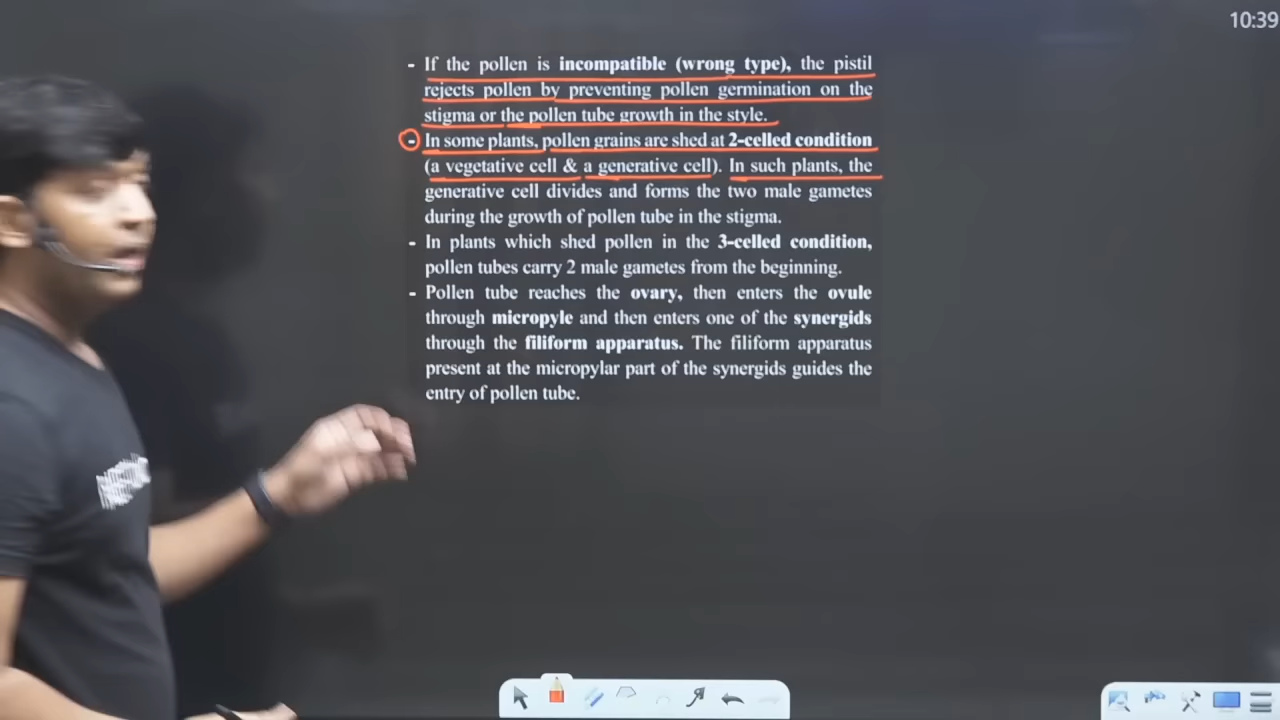 10:39
- If the pollen is incompatible (wrong type), the pistil
rejects pollen by preventing pollen germination on the
stigma or the pollen tube growth in the style.
- In some plants, pollen grains are shed at 2-celled condition
(a vegetative cell & a generative cell). In such plants, the
generative cell divides and forms the two male gametes
during the growth of pollen tube in the stigma.
- In plants which shed pollen in the 3-celled condition,
pollen tubes carry 2 male gametes from the beginning.
- Pollen tube reaches the ovary, then enters the ovule
through micropyle and then enters one of the synergids
through the filiform apparatus. The filiform apparatus
present at the micropylar part of the synergids guides the
entry of pollen tube.